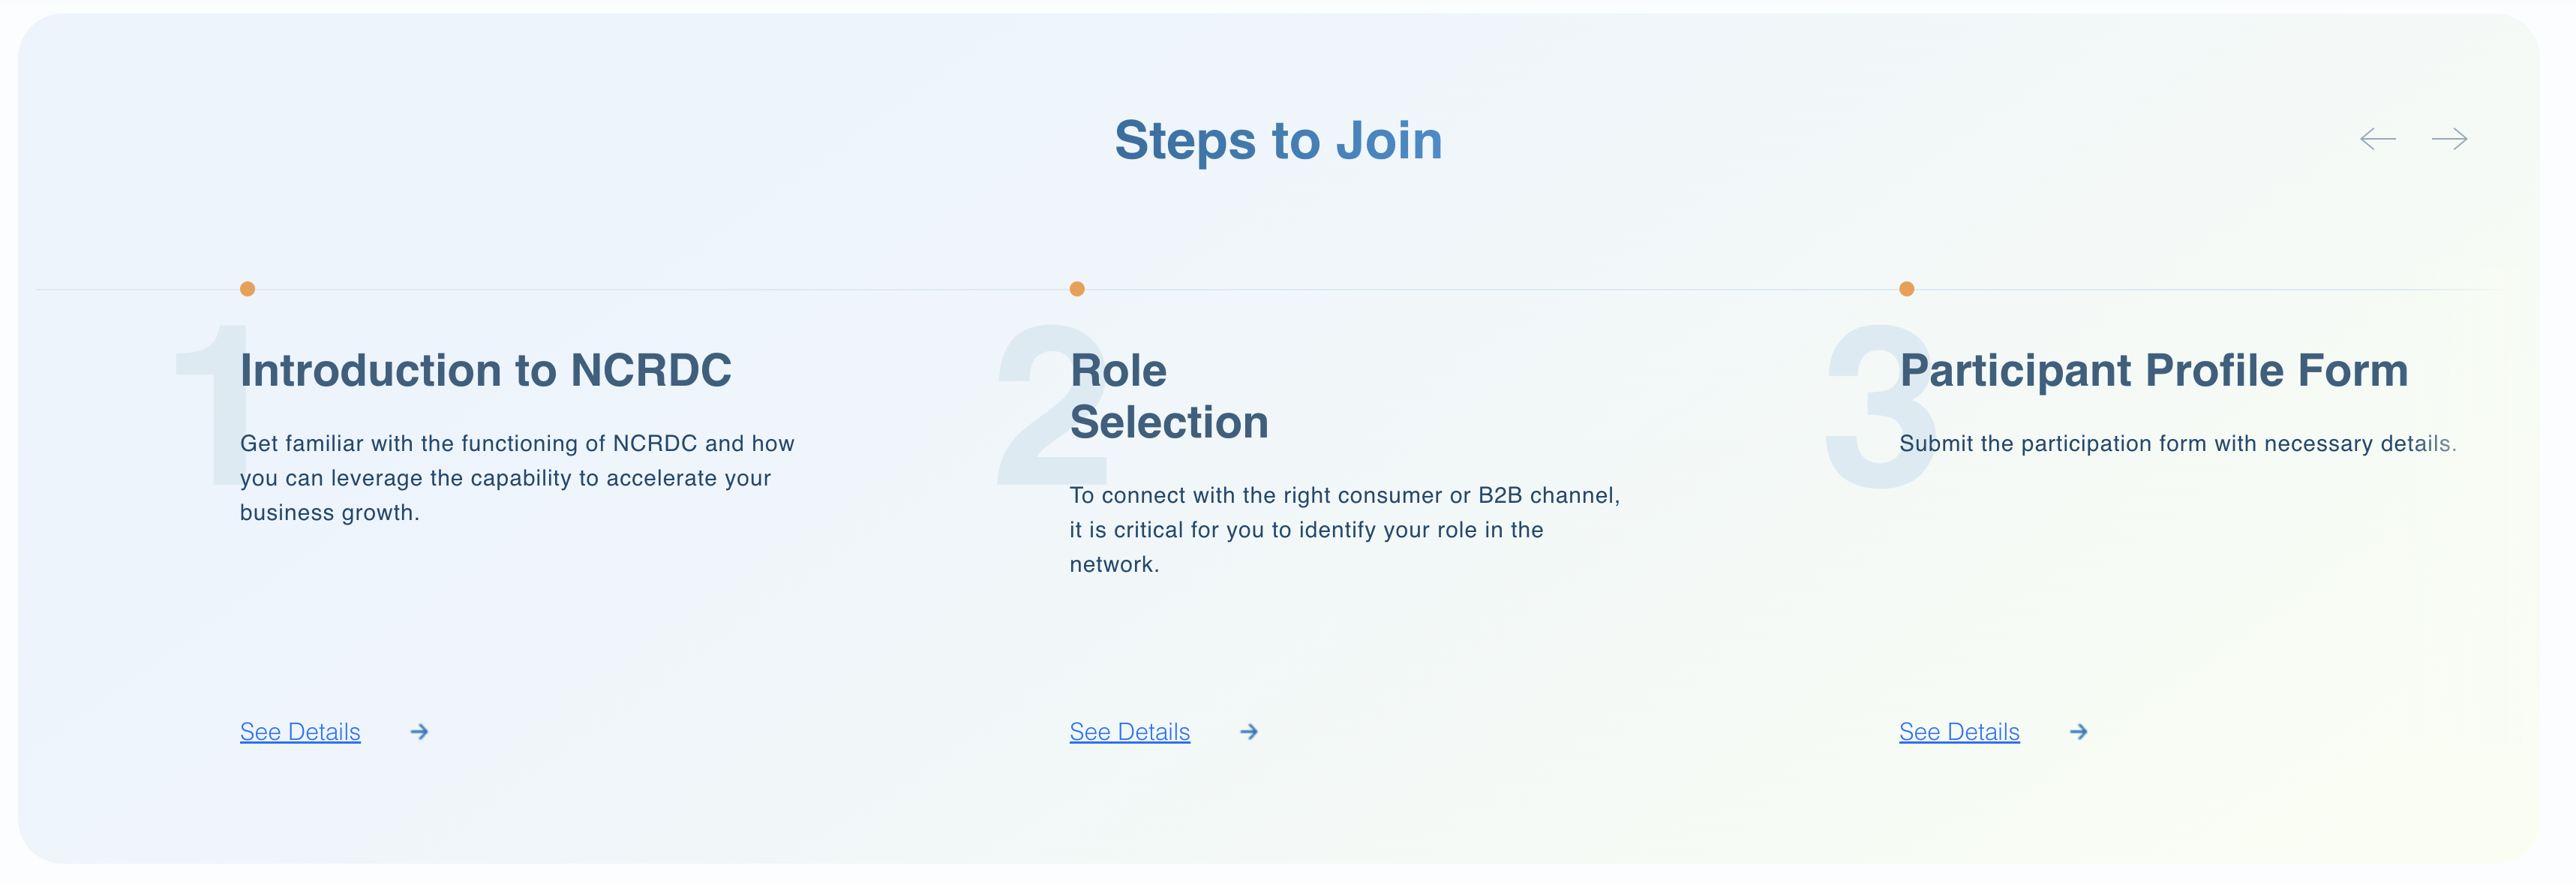 Steps to Join
1
Introduction to NCRDC
Get familiar with the functioning of NCRDC and how
you can leverage the capability to accelerate your
business growth.
See Details
2
Role
Selection
To connect with the right consumer or B2B channel,
it is critical for you to identify your role in the
network.
See Details
3
Participant Profile Form
Submit the participation form with necessary details.
See Details